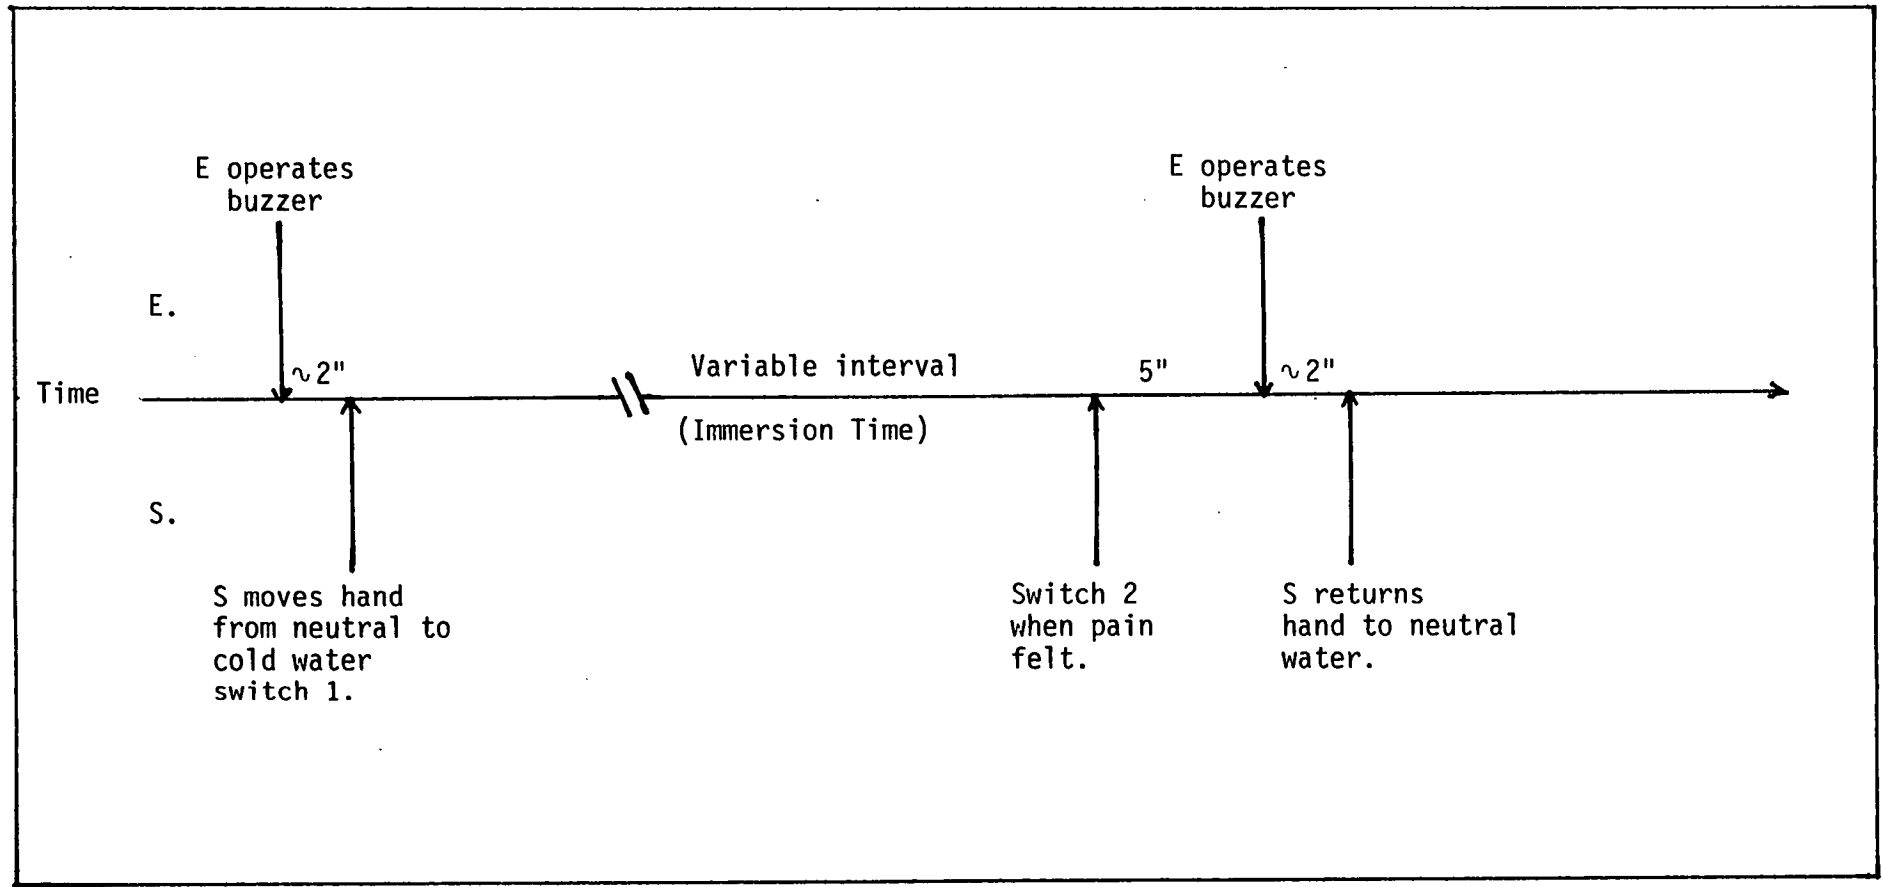 E operates
buzzer
E operates
buzzer
E.
~2"
Variable interval
5"
~2"
Time
(Immersion Time)
S.
S moves hand
from neutral to
cold water
switch 1.
Switch 2
when pain
felt.
S returns
hand to neutral
water.